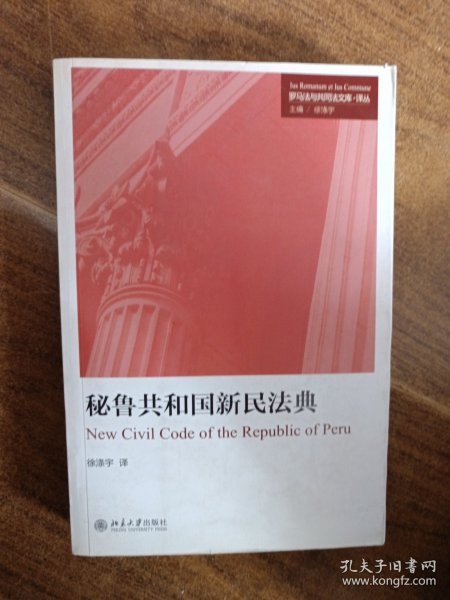 Ius Romanum et Ius Commune
罗马法与共同法文库·译丛
主编/徐涤宇
秘鲁共和国新民法典
New Civil Code of the Republic of Peru
徐涤宇 译
北京大学出版社
PEKING UNIVERSITY PRESS
孔夫子旧书网
www.kongfz.com